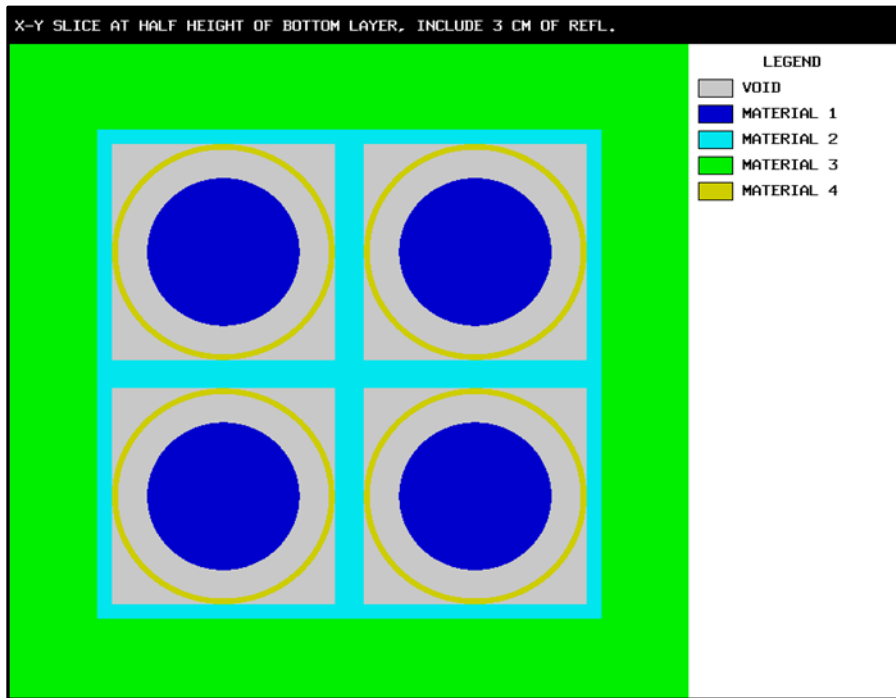 X-Y SLICE AT HALF HEIGHT OF BOTTOM LAYER, INCLUDE 3 CM OF REFL.
LEGEND
VOID
MATERIAL 1
MATERIAL 2
MATERIAL 3
MATERIAL 4